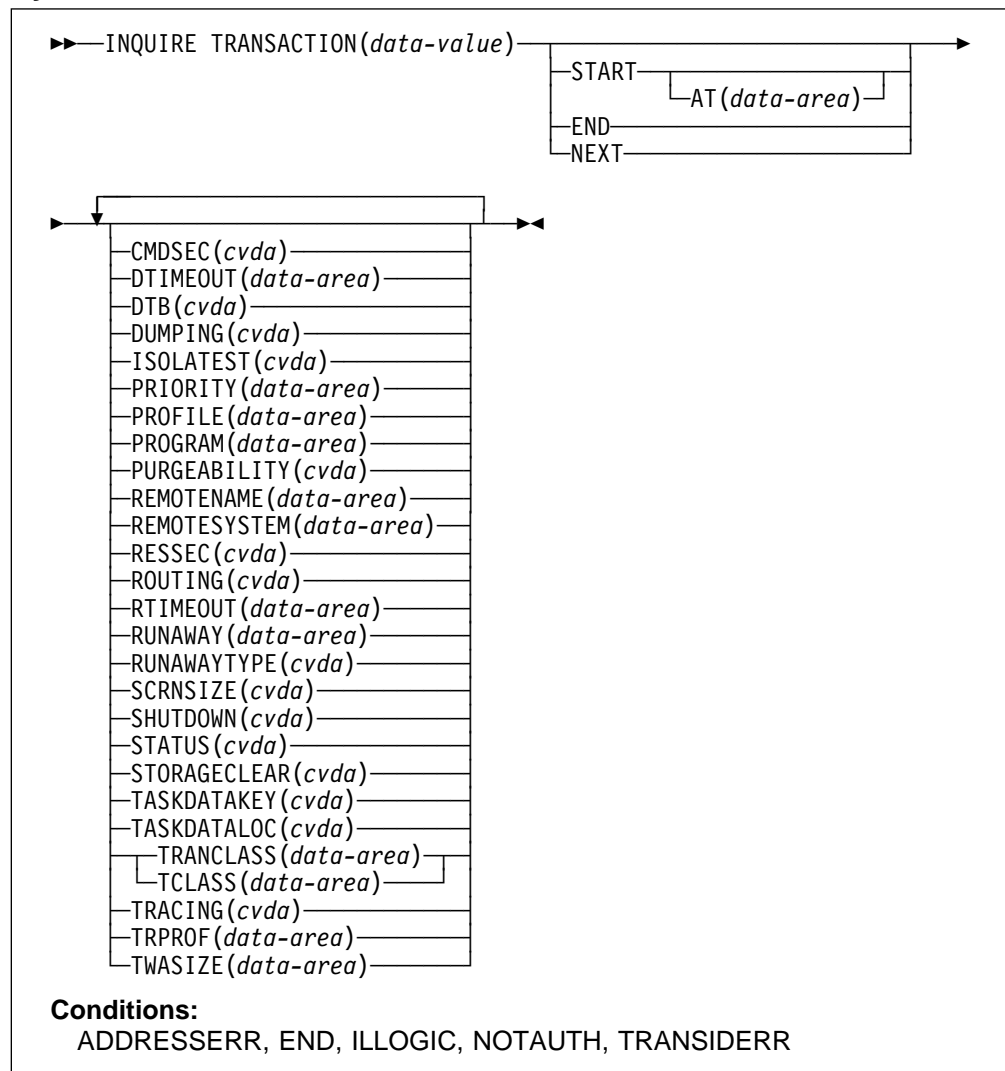 INQUIRE TRANSACTION(data-value)
START
AT(data-area)
END
NEXT
CMDSEC(cvda)
DTIMEOUT(data-area)
DTB(cvda)
DUMPING(cvda)
ISOLATEST(cvda)
PRIORITY(data-area)
PROFILE(data-area)
PROGRAM(data-area)
PURGEABILITY(cvda)
REMOTENAME(data-area)
REMOTESYSTEM(data-area)
RESSEC(cvda)
ROUTING(cvda)
RTIMEOUT(data-area)
RUNAWAY(data-area)
RUNAWAYTYPE(cvda)
SCRNSIZE(cvda)
SHUTDOWN(cvda)
STATUS(cvda)
STORAGECLEAR(cvda)
TASKDATAKEY(cvda)
TASKDATALOC(cvda)
TRANCLASS(data-area)
TCLASS(data-area)
TRACING(cvda)
TRPROF(data-area)
TWASIZE(data-area)
Conditions:
ADDRESSERR, END, ILLOGIC, NOTAUTH, TRANSIDERR